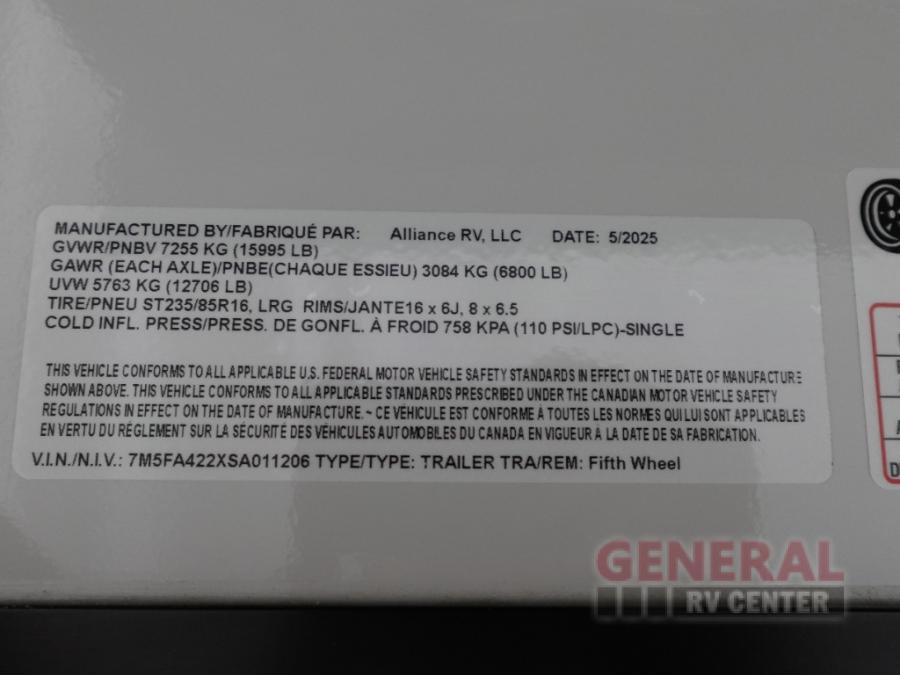 MANUFACTURED BY/FABRIQUÉ PAR: Alliance RV, LLC DATE: 5/2025
GVWR/PNBV 7255 KG (15995 LB)
GAWR (EACH AXLE)/PNBE(CHAQUE ESSIEU) 3084 KG (6800 LB)
UVW 5763 KG (12706 LB)
TIRE/PNEU ST235/85R16, LRG RIMS/JANTE16 x 6J, 8 x 6.5
COLD INFL. PRESS/PRESS. DE GONFL. À FROID 758 KPA (110 PSI/LPC)-SINGLE
THIS VEHICLE CONFORMS TO ALL APPLICABLE U.S. FEDERAL MOTOR VEHICLE SAFETY STANDARDS IN EFFECT ON THE DATE OF MANUFACTURE
SHOWN ABOVE. THIS VEHICLE CONFORMS TO ALL APPLICABLE STANDARDS PRESCRIBED UNDER THE CANADIAN MOTOR VEHICLE SAFETY
REGULATIONS IN EFFECT ON THE DATE OF MANUFACTURE. ~ CE VÉHICULE EST CONFORME À TOUTES LES NORMES QUI LUI SONT APPLICABLES
EN VERTU DU RÉGLEMENT SUR LA SÉCURITÉ DES VÉHICULES AUTOMOBILES DU CANADA EN VIGUEUR À LA DATE DE SA FABRICATION.
V.I.N./N.I.V.: 7M5FA422XSA011206 TYPE/TYPE: TRAILER TRA/REM: Fifth Wheel
GENERAL
RV CENTER